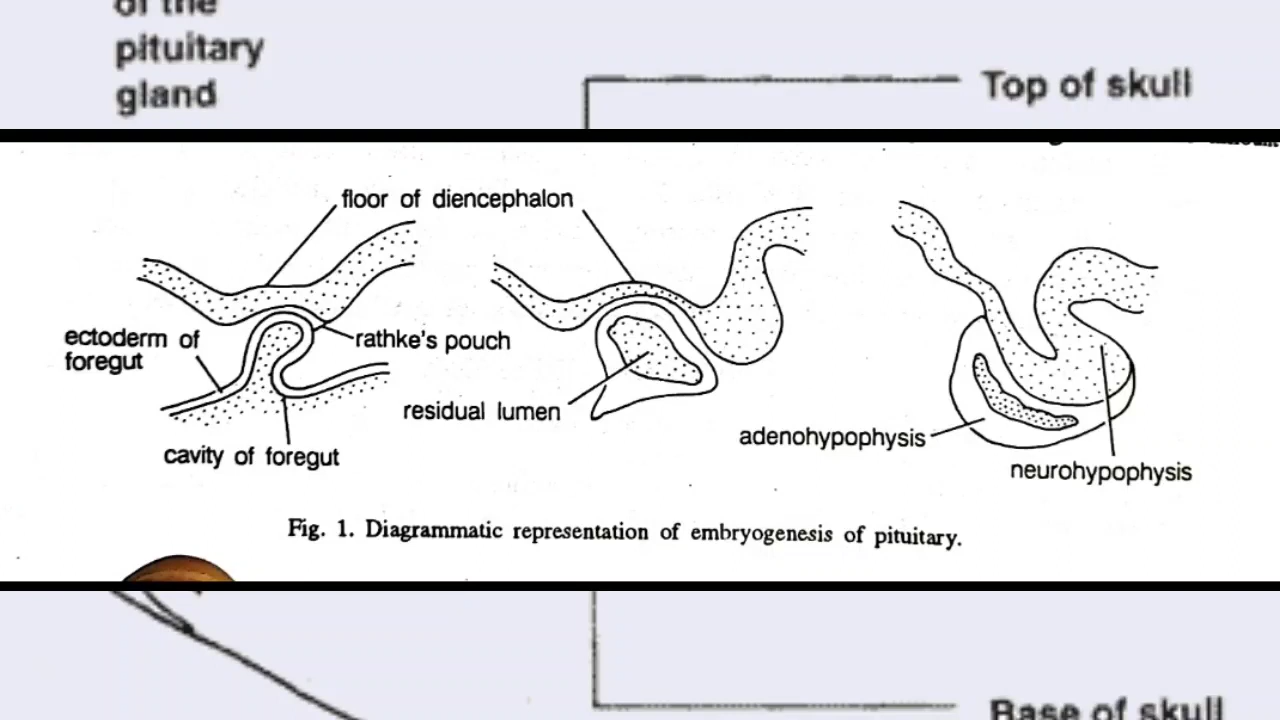 of the
pituitary
gland
Top of skull
floor of diencephalon
ectoderm of
foregut
rathke's pouch
residual lumen
cavity of foregut
adenohypophysis
neurohypophysis
Fig. 1. Diagrammatic representation of embryogenesis of pituitary.
Base of skull